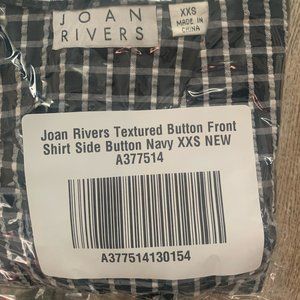 JOAN
RIVERS
XXS
MADE IN
CHINA
Joan Rivers Textured Button Front
Shirt Side Button Navy XXS NEW
A377514
A377514130154